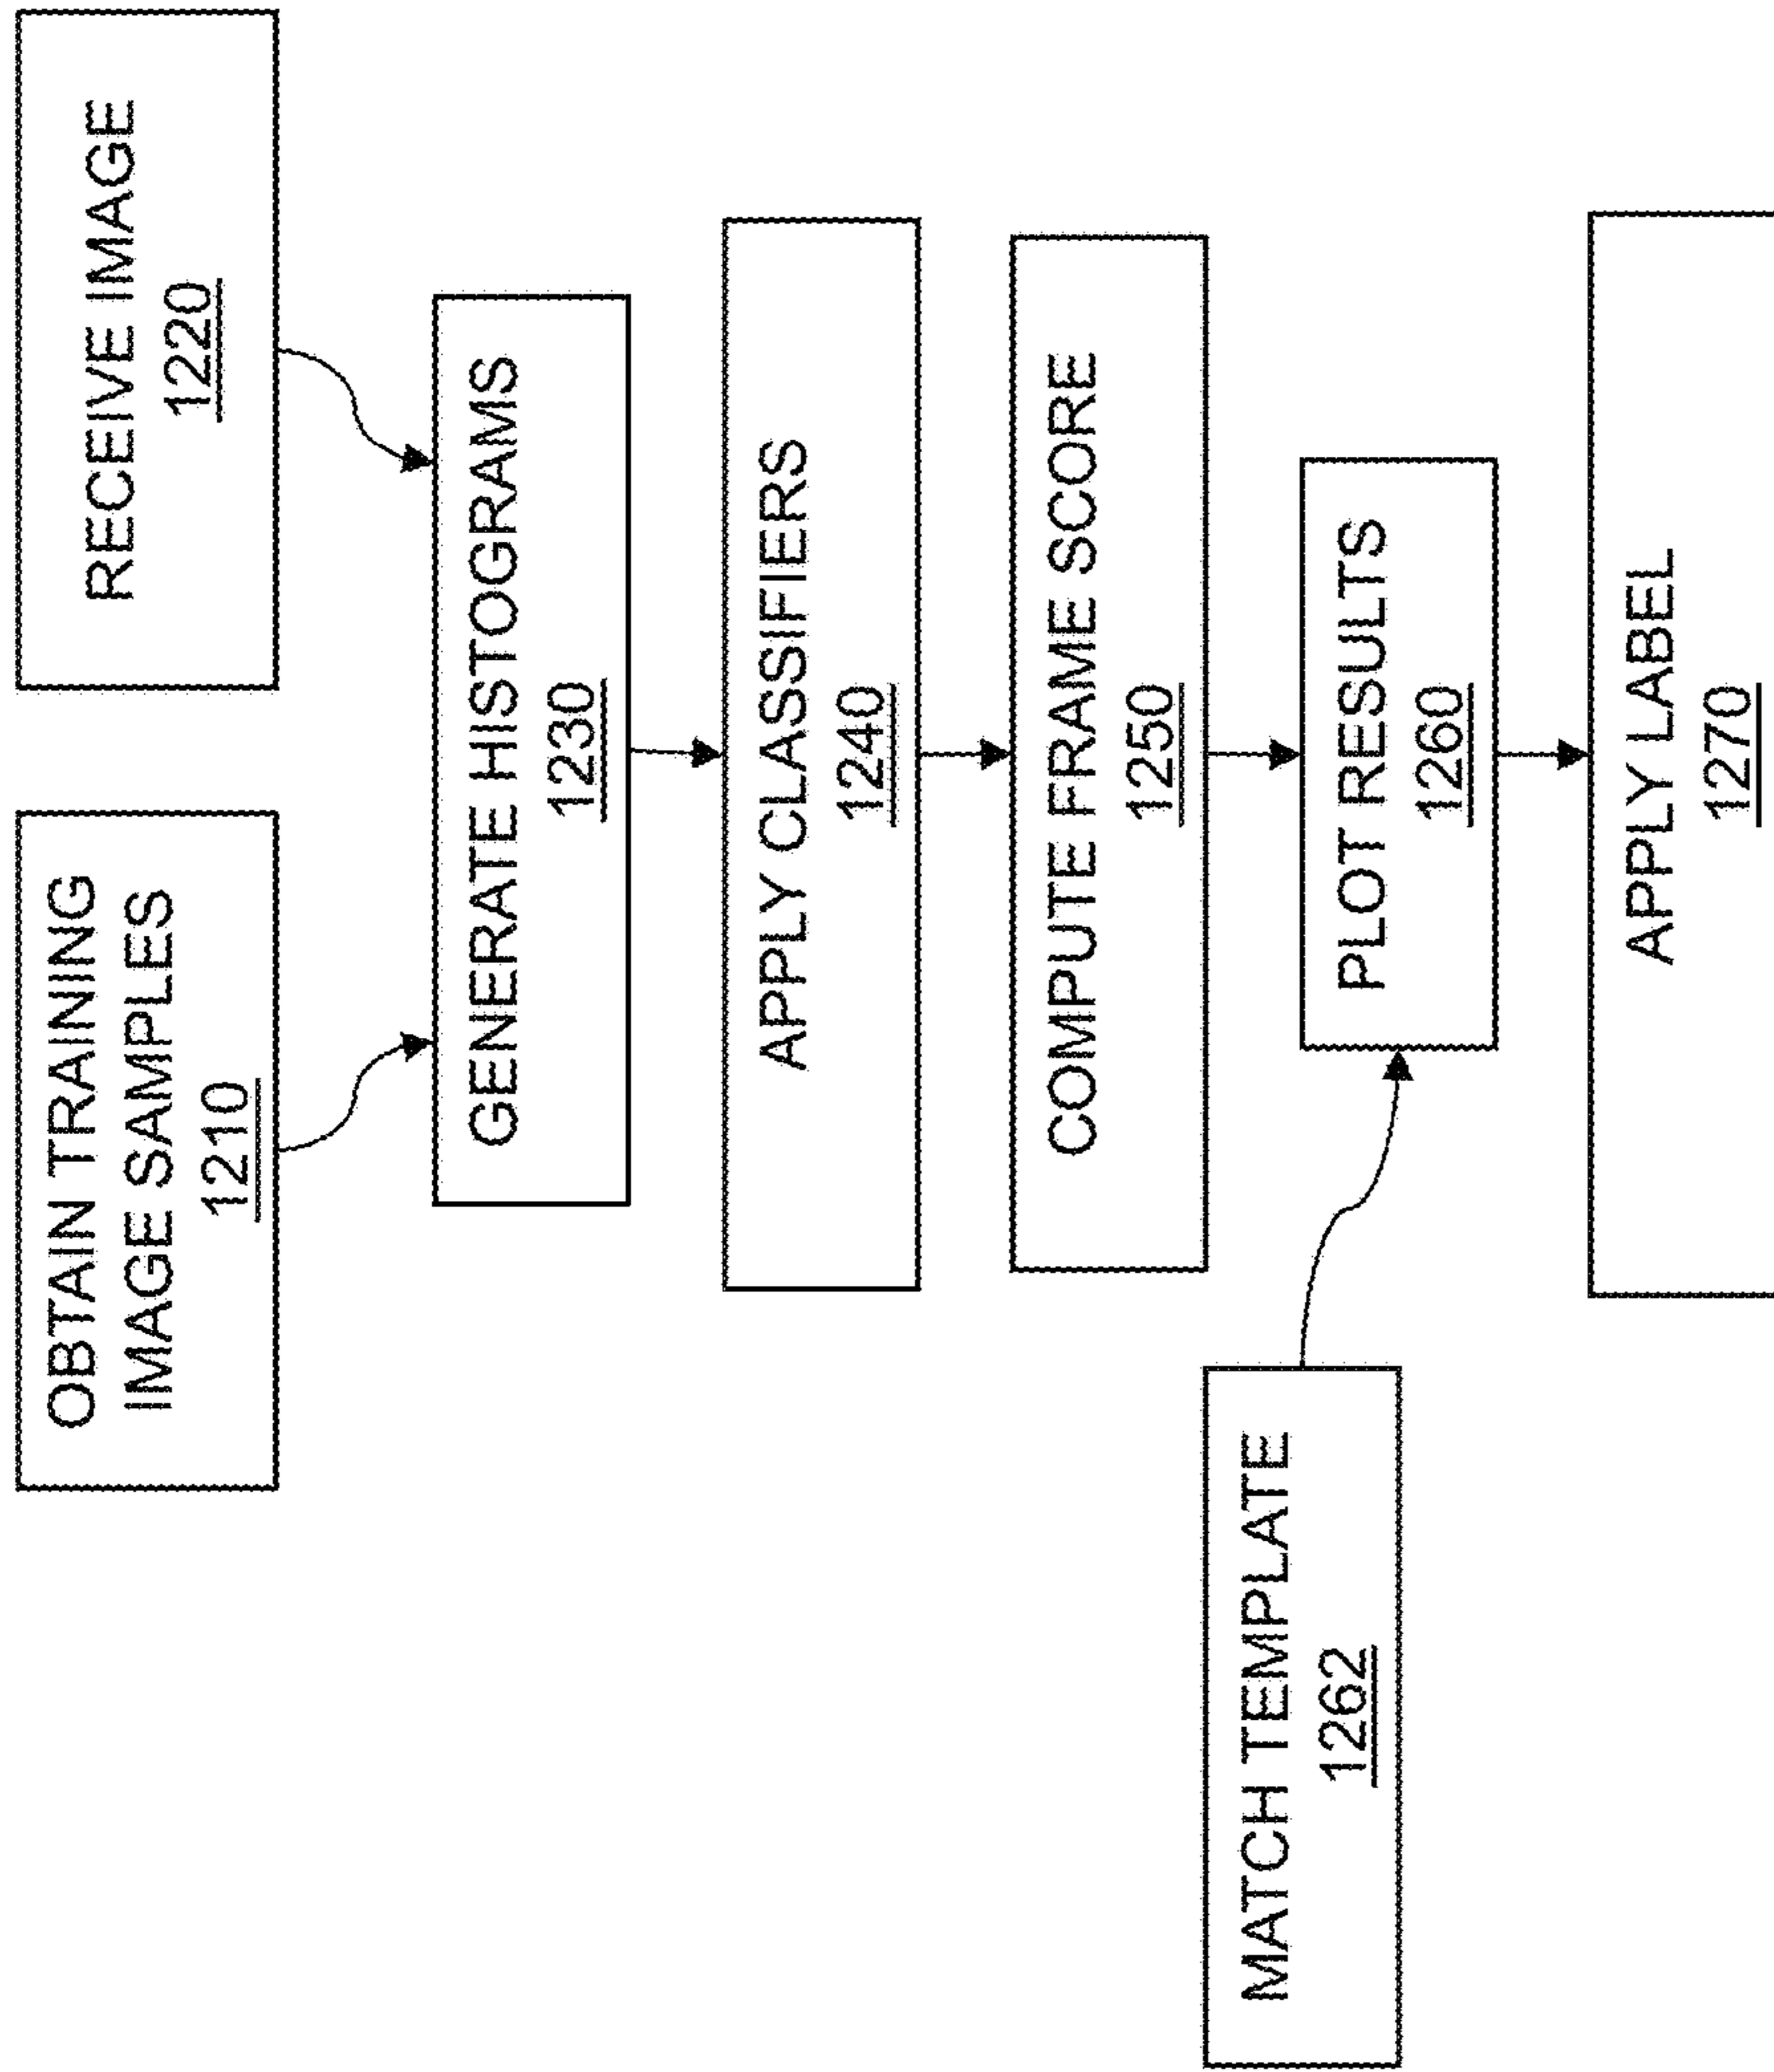 OBTAIN TRAINING
IMAGE SAMPLES
1210
RECEIVE IMAGE
1220
GENERATE HISTOGRAMS
1230
APPLY CLASSIFIERS
1240
COMPUTE FRAME SCORE
1250
MATCH TEMPLATE
1262
PLOT RESULTS
1260
APPLY LABEL
1270